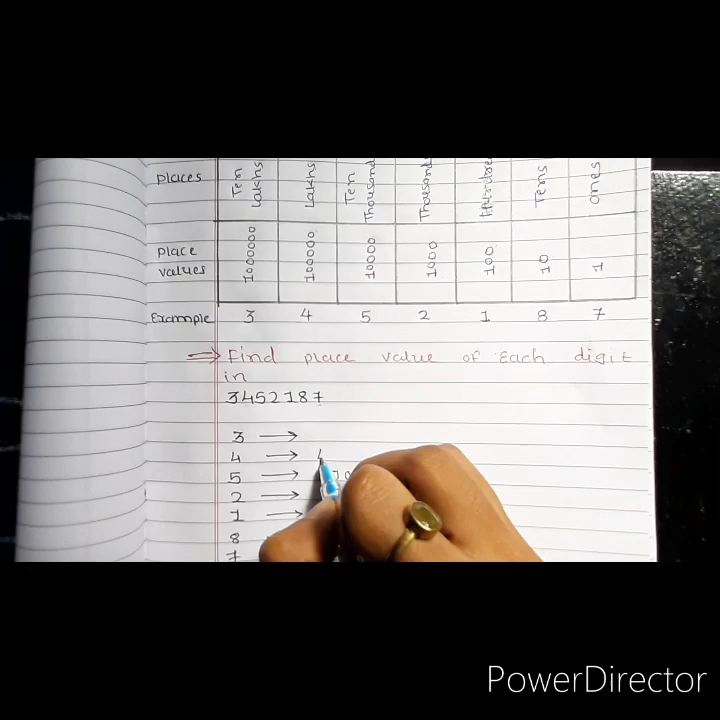 places Ten Lakhs Lakhs Ten Thousand Thousand Tens ones
place values 1000000 100000 10000 1000 100 10 1
Example 3 4 5 2 1 8 7
⇒ Find place value of Each digit
in
3452187
3 →
4 →
5 →
2 →
1 →
8
7
PowerDirector